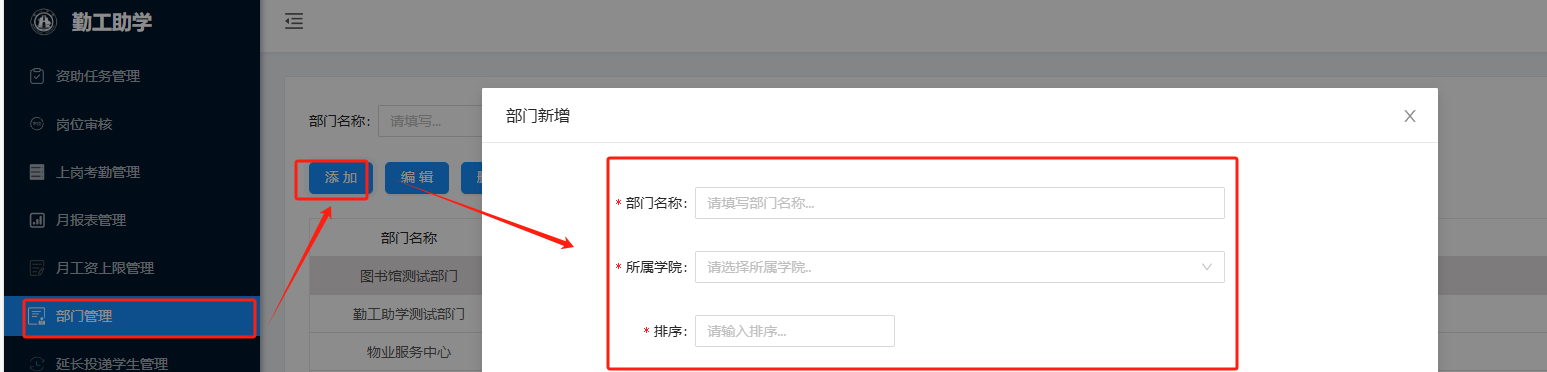 勤工助学
资助任务管理
岗位审核
上岗考勤管理
月报表管理
月工资上限管理
部门管理
延长投递学生管理
部门名称: 请填写...
添 加 编 辑
部门名称
图书馆测试部门
勤工助学测试部门
物业服务中心
部门新增
* 部门名称: 请填写部门名称...
* 所属学院: 请选择所属学院..
* 排序: 请输入排序...